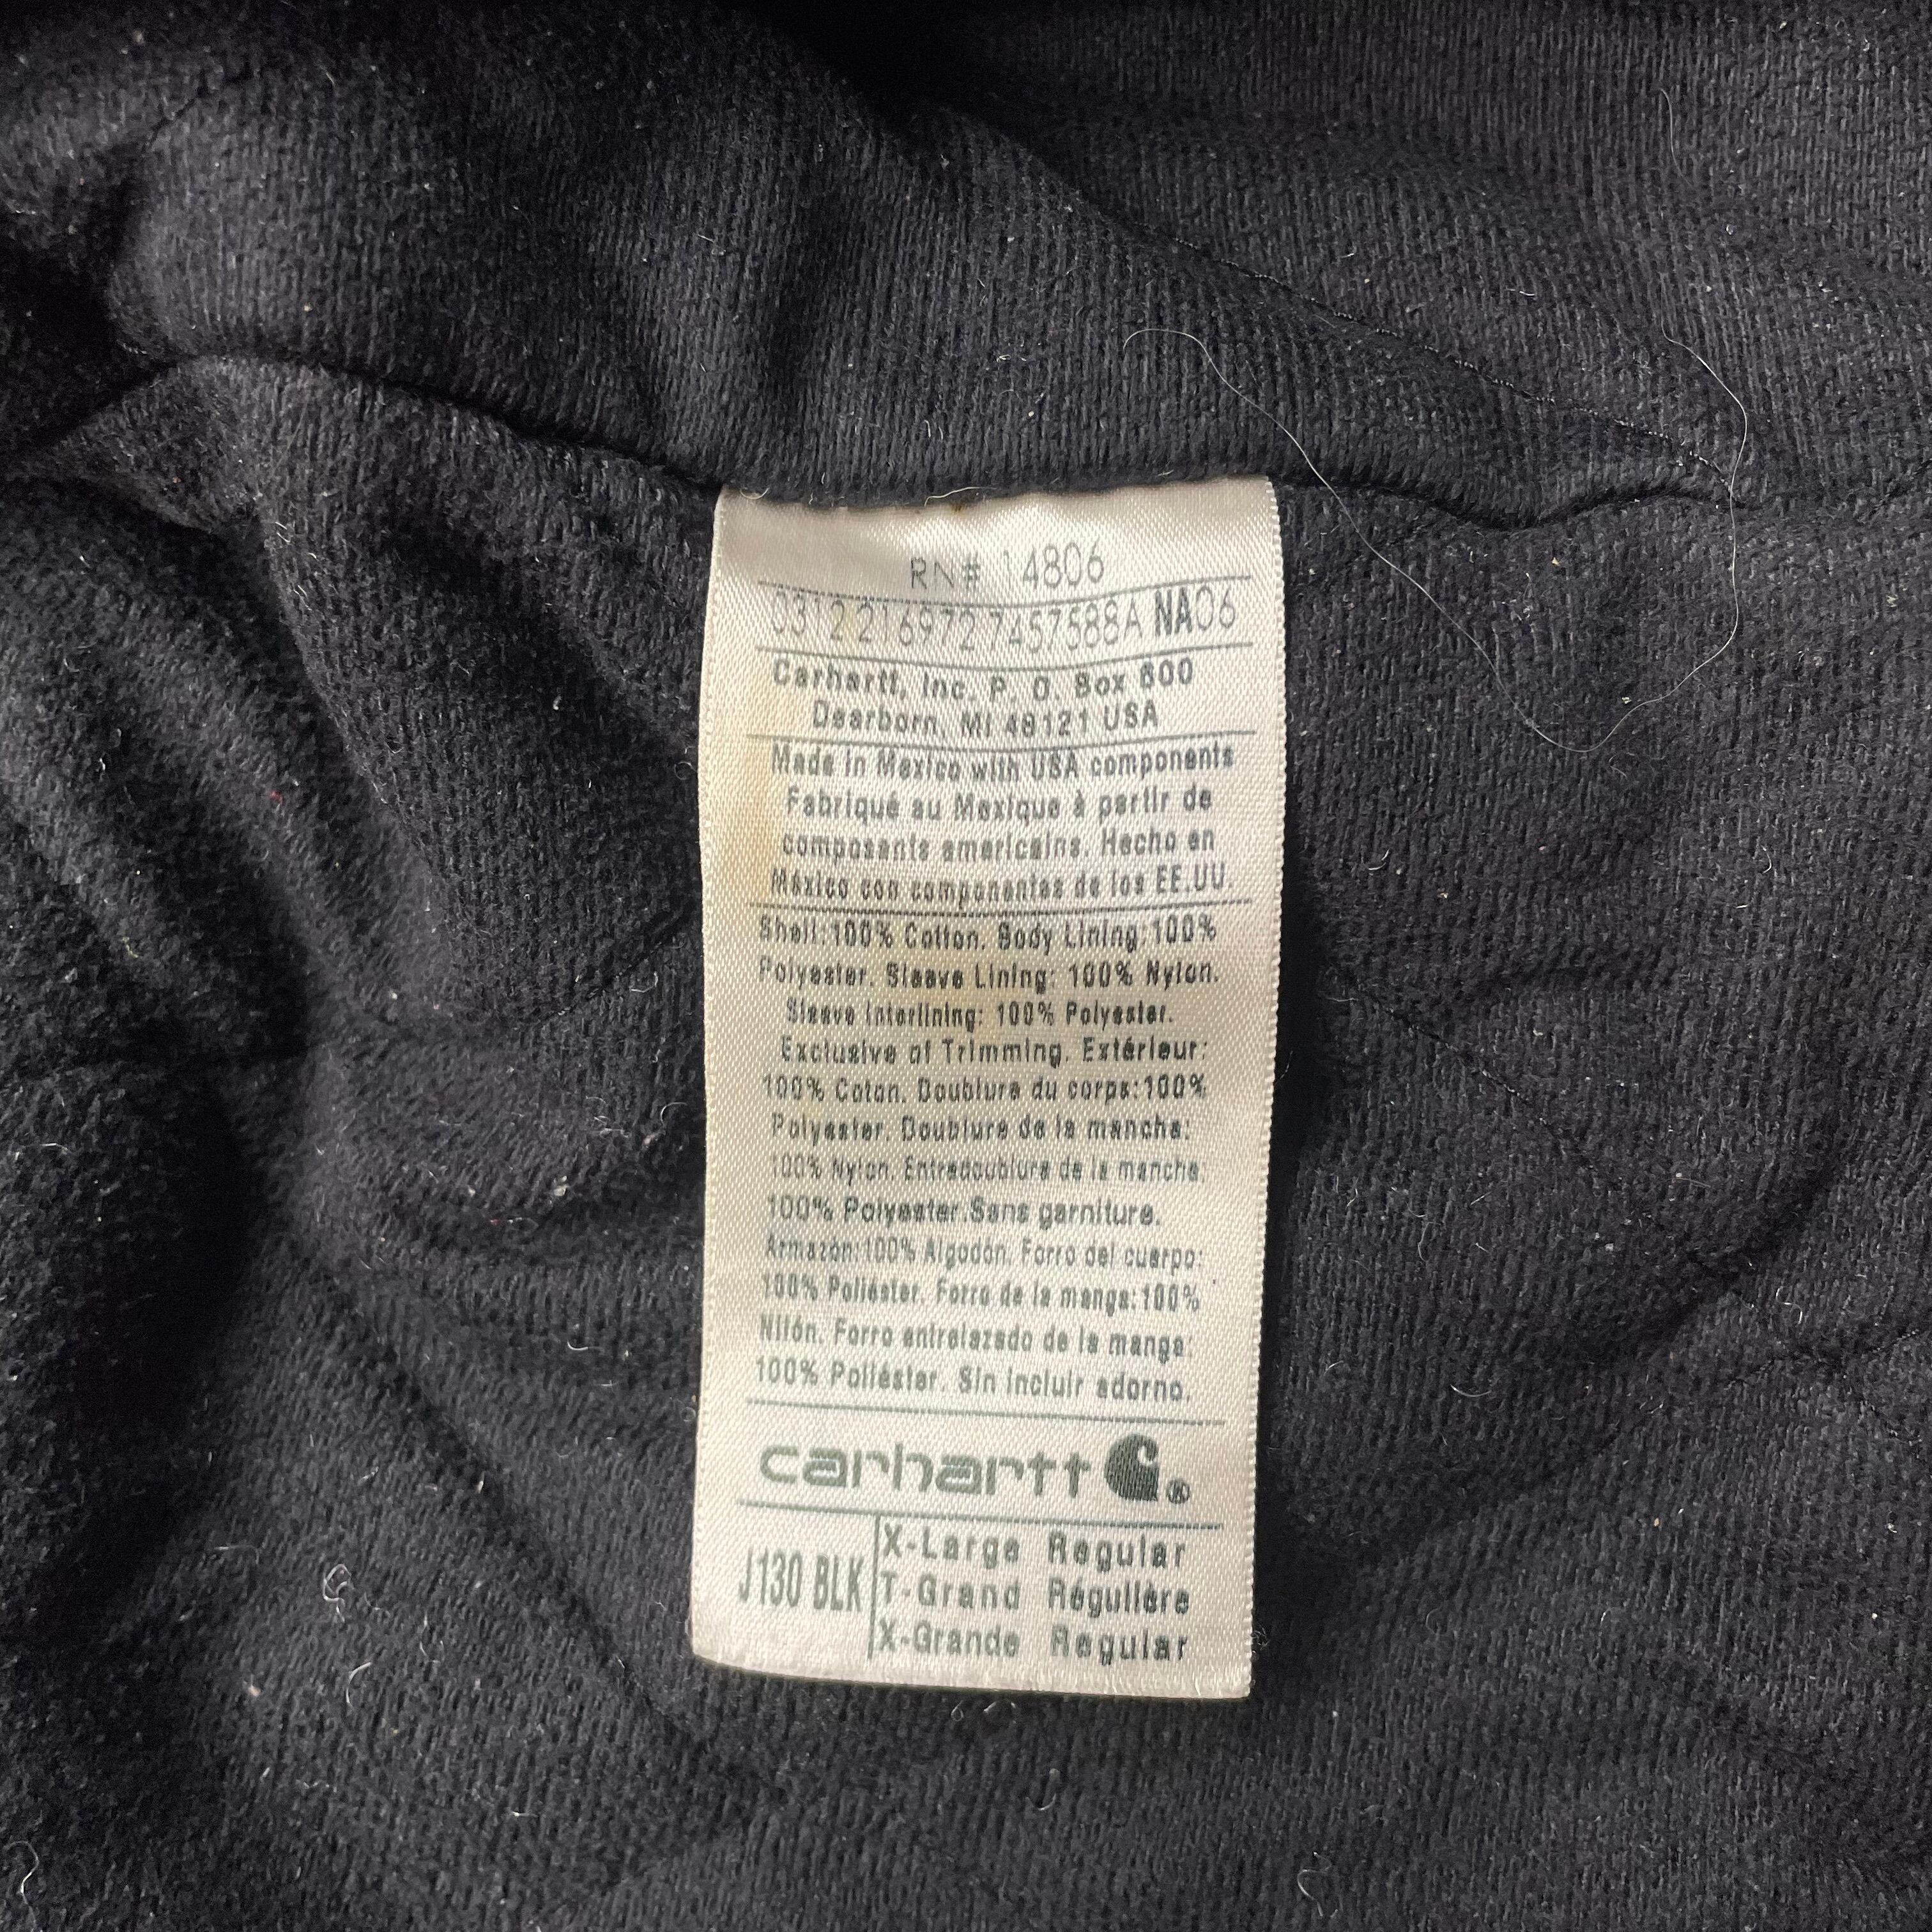 RN# 14806
0312 216972 7457588A NA06
Carhartt, Inc. P. O. Box 600
Dearborn, MI 48121 USA
Made in Mexico with USA components
Fabriqué au Mexique à partir de
composants americains. Hecho en
México con componentes de los EE.UU.
Shell:100% Cotton. Body Lining:100%
Polyester. Sleeve Lining: 100% Nylon.
Sleeve Interlining: 100% Polyester.
Exclusive of Trimming. Extérieur:
100% Coton. Doublure du corps:100%
Polyester. Doublure de la manche:
100% Nylon. Entredoublure de la manche
100% Polyester.Sans garniture.
Armazón:100% Algodón. Forro del cuerpo:
100% Poliéster. Forro de la manga:100%
Nilón. Forro entrelazado de la manga:
100% Poliéster. Sin incluir adorno.
carhartt ®
J130 BLK
X-Large Regular
T-Grand Régulière
X-Grande Regular